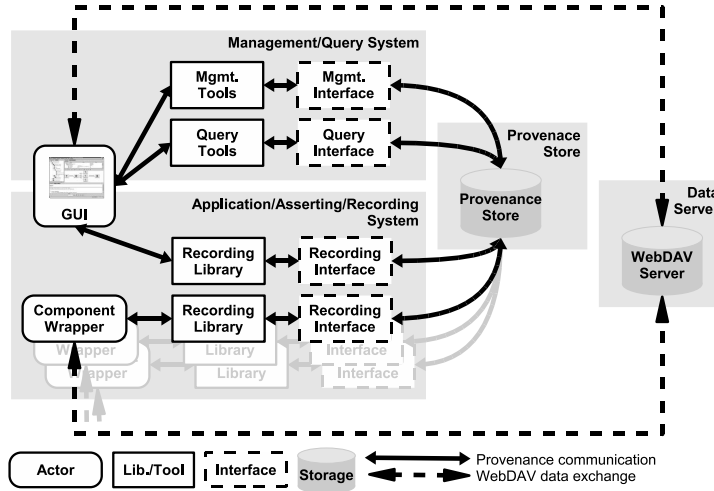 Management/Query System
Mgmt.
Tools
Mgmt.
Interface
Query
Tools
Query
Interface
Provenace
Store
Provenance
Store
GUI
Data
Serve
WebDAV
Server
Application/Asserting/Recording
System
Recording
Library
Recording
Interface
Component
Wrapper
Recording
Library
Recording
Interface
Wrapper
Library
Interface
Wrapper
Library
Interface
Actor
Lib./Tool
Interface
Storage
Provenance communication
WebDAV data exchange